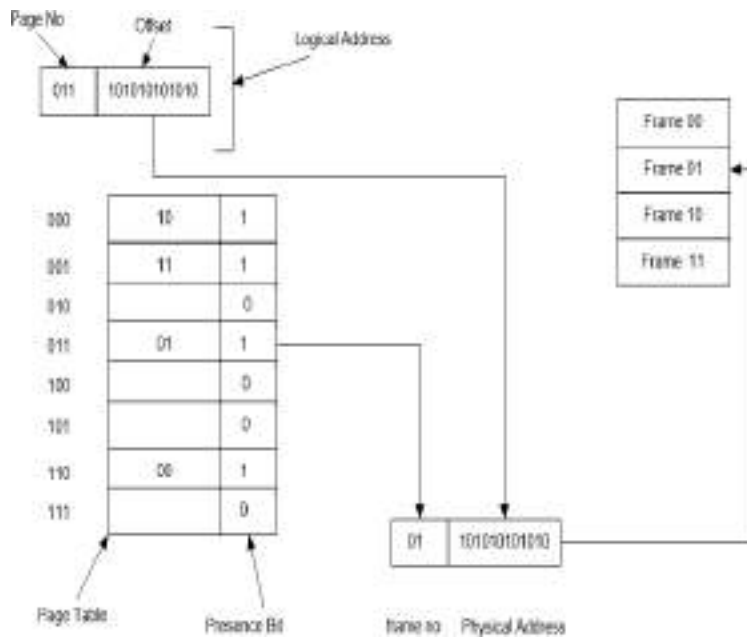 Page No
Offset
Logical Address
011 101010101010
Frame 00
Frame 01
Frame 10
Frame 11
000 10 1
001 11 1
010 0
011 01 1
100 0
101 0
110 00 1
111 0
01 101010101010
Page Table
Presence Bit
frame no
Physical Address